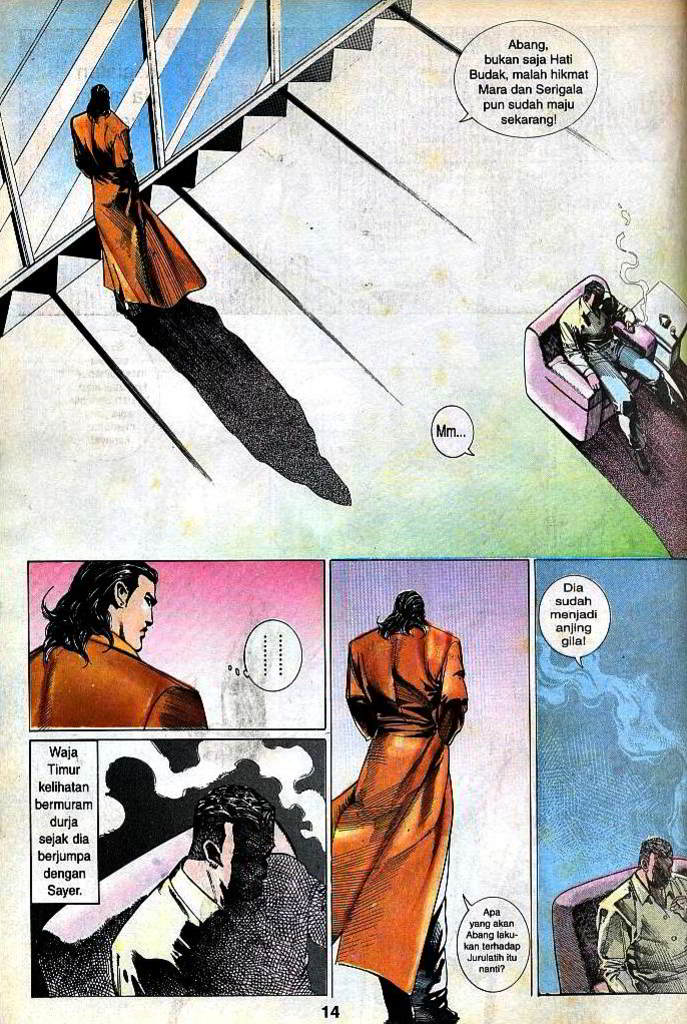 Abang,
bukan saja Hati
Budak, malah hikmat
Mara dan Serigala
pun sudah maju
sekarang!
Mm...
Waja
Timur
kelihatan
bermuram
durja
sejak dia
berjumpa
dengan
Sayer.
Apa
yang akan
Abang laku-
kan terhadap
Jurulatih itu
nanti?
Dia
sudah
menjadi
anjing
gila!
14